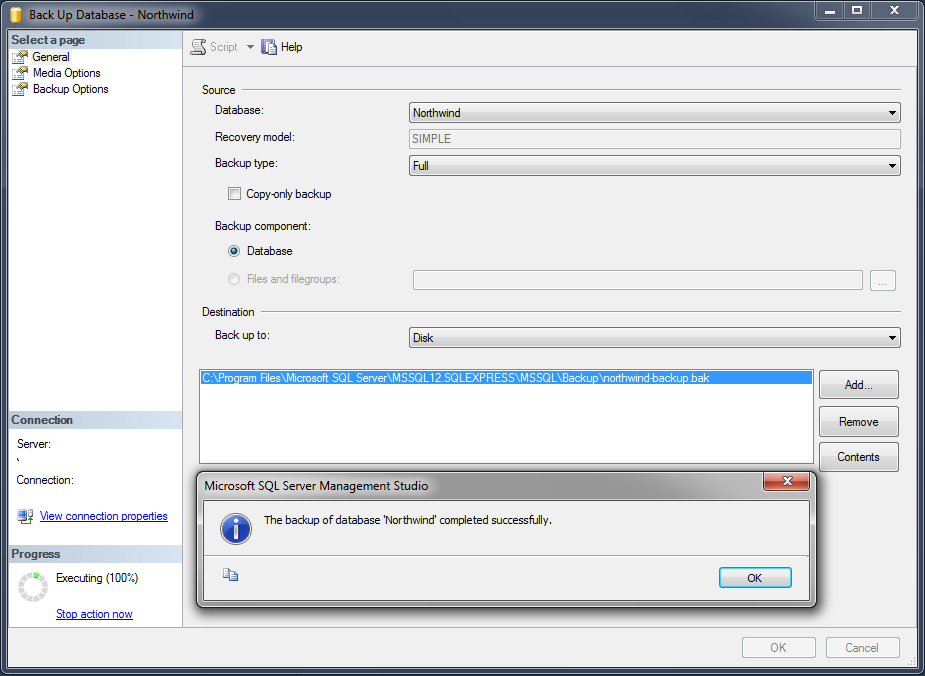 Back Up Database - Northwind
Select a page
General
Media Options
Backup Options
Script
Help
Source
Database:
Northwind
Recovery model:
SIMPLE
Backup type:
Full
Copy-only backup
Backup component:
Database
Files and filegroups:
...
Destination
Back up to:
Disk
C:\Program Files\Microsoft SQL Server\MSSQL12.SQLEXPRESS\MSSQL\Backup\northwind-backup.bak
Add...
Remove
Contents
Connection
Server:
Connection:
View connection properties
Progress
Executing (100%)
Stop action now
Microsoft SQL Server Management Studio
The backup of database 'Northwind' completed successfully.
OK
OK
Cancel